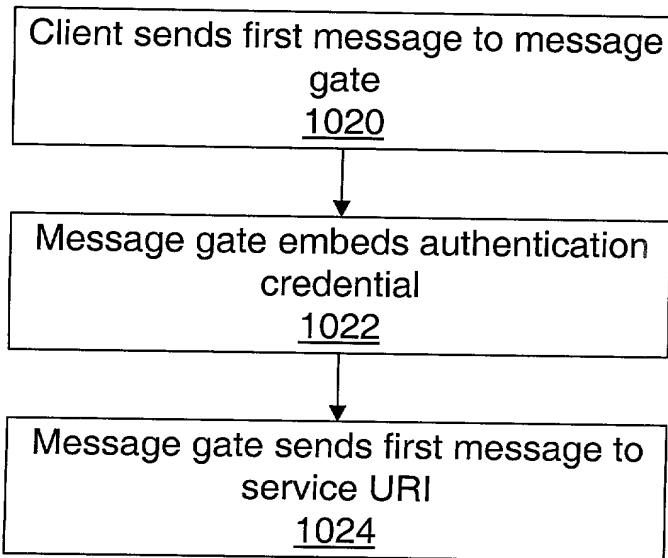 Client sends first message to message
gate
1020
Message gate embeds authentication
credential
1022
Message gate sends first message to
service URI
1024